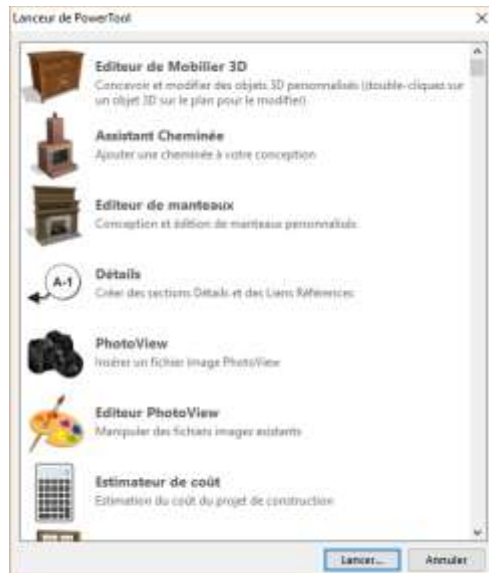 Lanceur de PowerTool
Editeur de Mobilier 3D
Concevoir et modifier des objets 3D personnalisés (double-cliquez sur
un objet 3D sur le plan pour le modifier)
Assistant Cheminée
Ajouter une cheminée à votre conception
Editeur de manteaux
Conception et édition de manteaux personnalisés
A-1
Détails
Créer des sections Détails et des Liens Références
PhotoView
Insérer un fichier image PhotoView
Editeur PhotoView
Manipuler des fichiers images existants
Estimateur de coût
Estimation du coût du projet de construction
Lancer...
Annuler